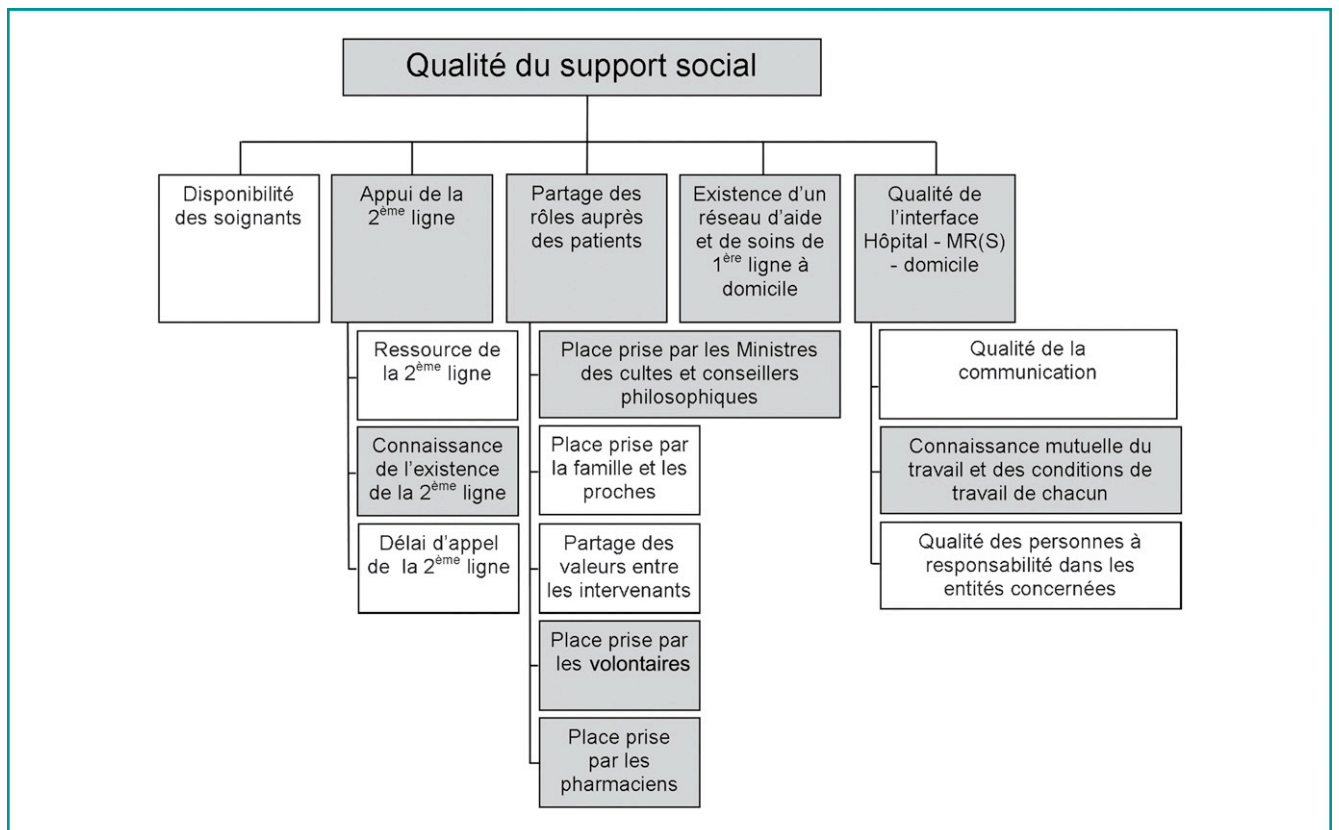 Qualité du support social
Disponibilité
des soignants
Appui de la
2ème ligne
Partage des
rôles auprès
des patients
Existence d’un
réseau d’aide
et de soins de
1ère ligne à
domicile
Qualité de
l’interface
Hôpital - MR(S)
- domicile
Ressource de
la 2ème ligne
Connaissance
de l’existence
de la 2ème ligne
Délai d’appel
de la 2ème ligne
Place prise par les Ministres
des cultes et conseillers
philosophiques
Place prise par
la famille et les
proches
Partage des
valeurs entre
les intervenants
Place prise par
les volontaires
Place prise
par les
pharmaciens
Qualité de la
communication
Connaissance mutuelle du
travail et des conditions de
travail de chacun
Qualité des personnes à
responsabilité dans les
entités concernées